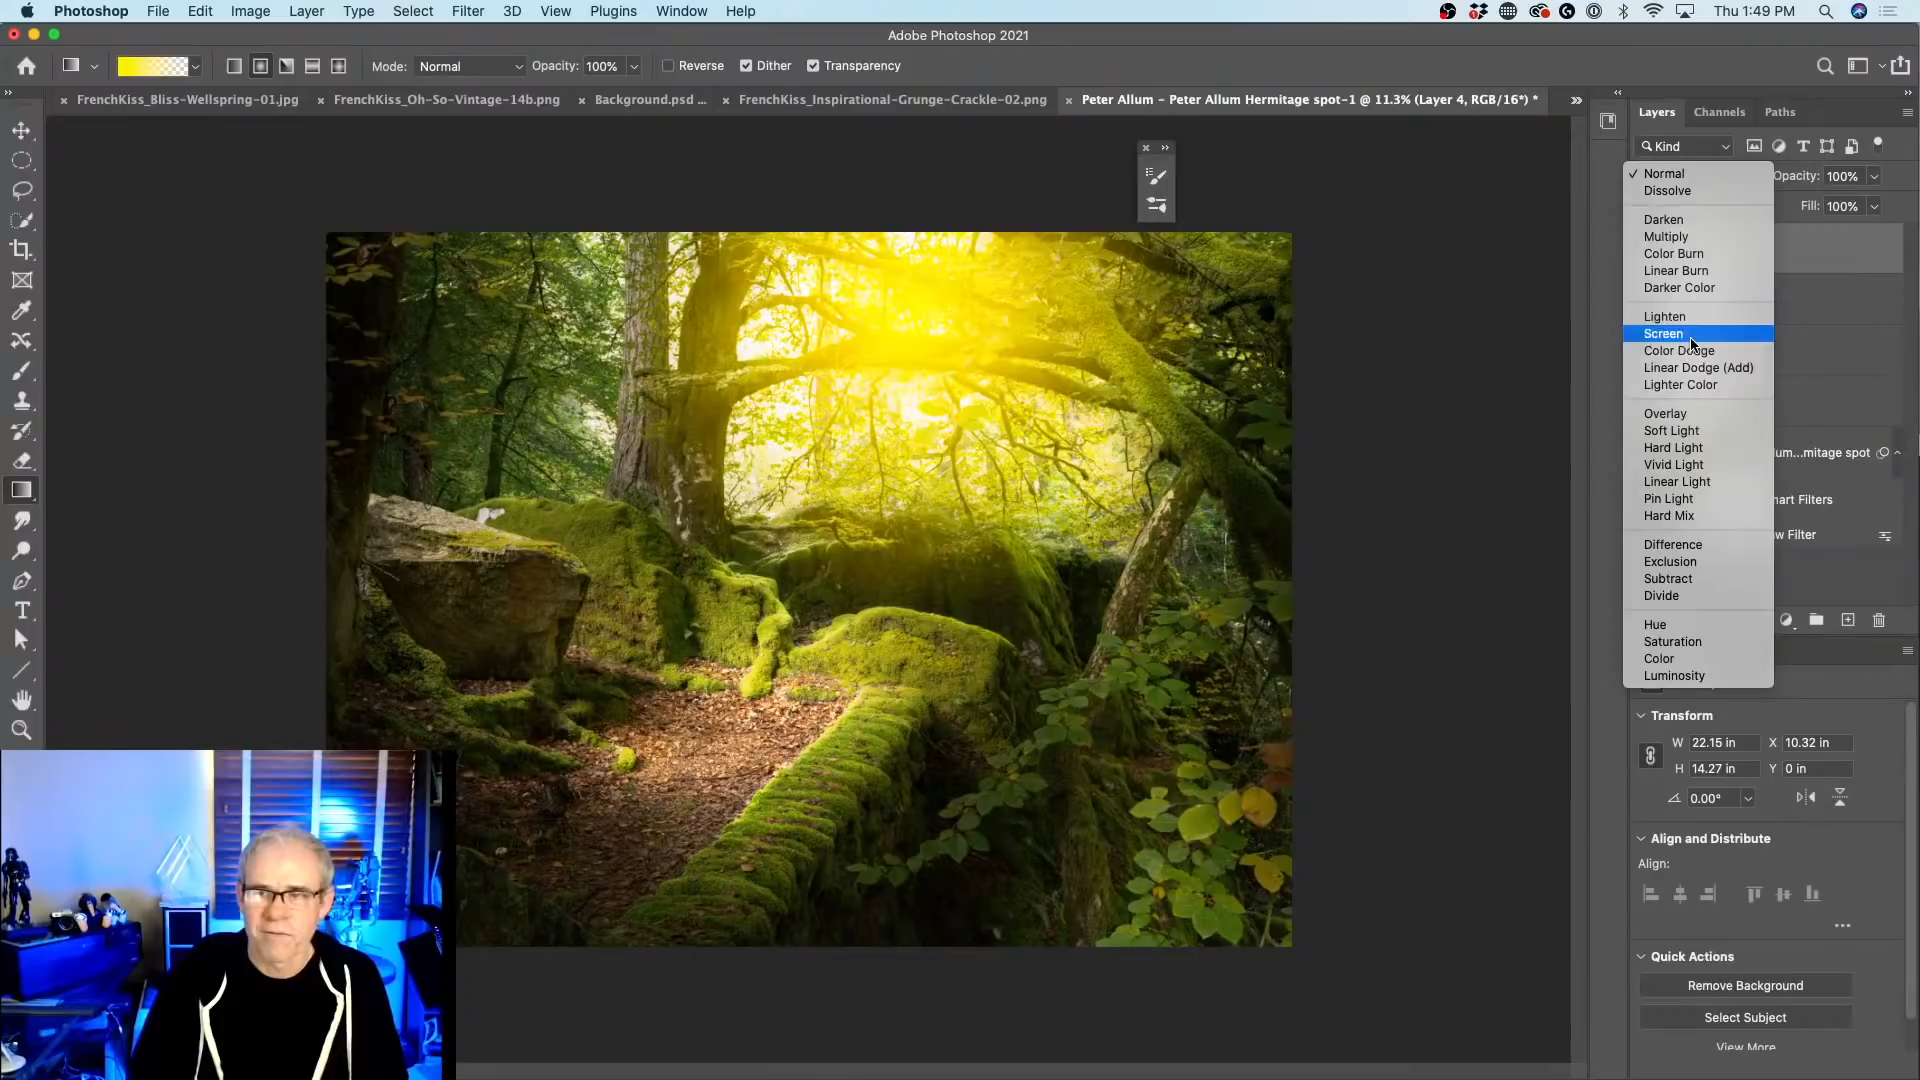 Photoshop File Edit Image Layer Type Select Filter 3D View Plugins Window Help Thu 1:49 PM
Adobe Photoshop 2021
Mode: Normal Opacity: 100% Reverse Dither Transparency
FrenchKiss_Bliss-Wellspring-01.jpg FrenchKiss_Oh-So-Vintage-14b.png Background.psd ... FrenchKiss_Inspirational-Grunge-Crackle-02.png Peter Allum - Peter Allum Hermitage spot-1 @ 11.3% (Layer 4, RGB/16*) *
Layers Channels Paths
Kind
Normal
Opacity: 100%
Dissolve
Fill: 100%
Darken
Multiply
Color Burn
Linear Burn
Darker Color
Lighten
Screen
Color Dodge
Linear Dodge (Add)
Lighter Color
Overlay
Soft Light
Hard Light
um...mitage spot
Vivid Light
Linear Light
Pin Light
nart Filters
Hard Mix
w Filter
Difference
Exclusion
Subtract
Divide
Hue
Saturation
Color
Luminosity
Transform
W 22.15 in X 10.32 in
H 14.27 in Y 0 in
0.00°
Align and Distribute
Align:
Quick Actions
Remove Background
Select Subject
View More
T